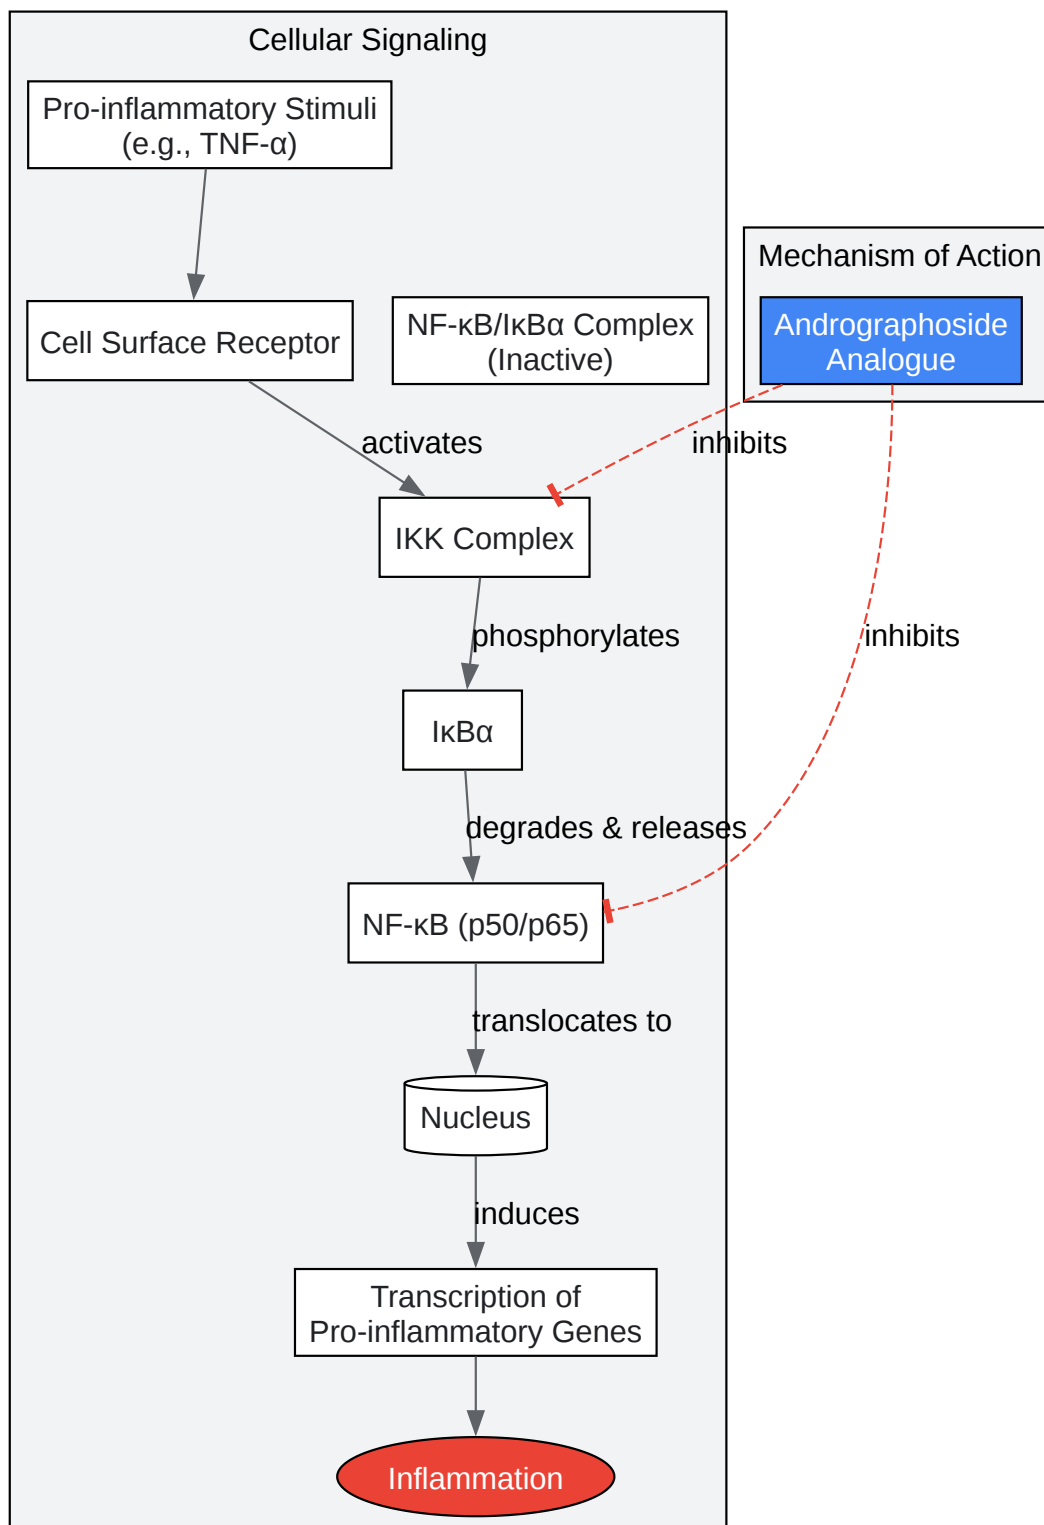 Cellular Signaling
Pro-inflammatory Stimuli
(e.g., TNF-α)
Mechanism of Action
Cell Surface Receptor
NF-κB/IκBα Complex
(Inactive)
Andrographoside
Analogue
activates
inhibits
IKK Complex
phosphorylates
inhibits
IκBα
degrades & releases
NF-κB (p50/p65)
translocates to
Nucleus
induces
Transcription of
Pro-inflammatory Genes
Inflammation